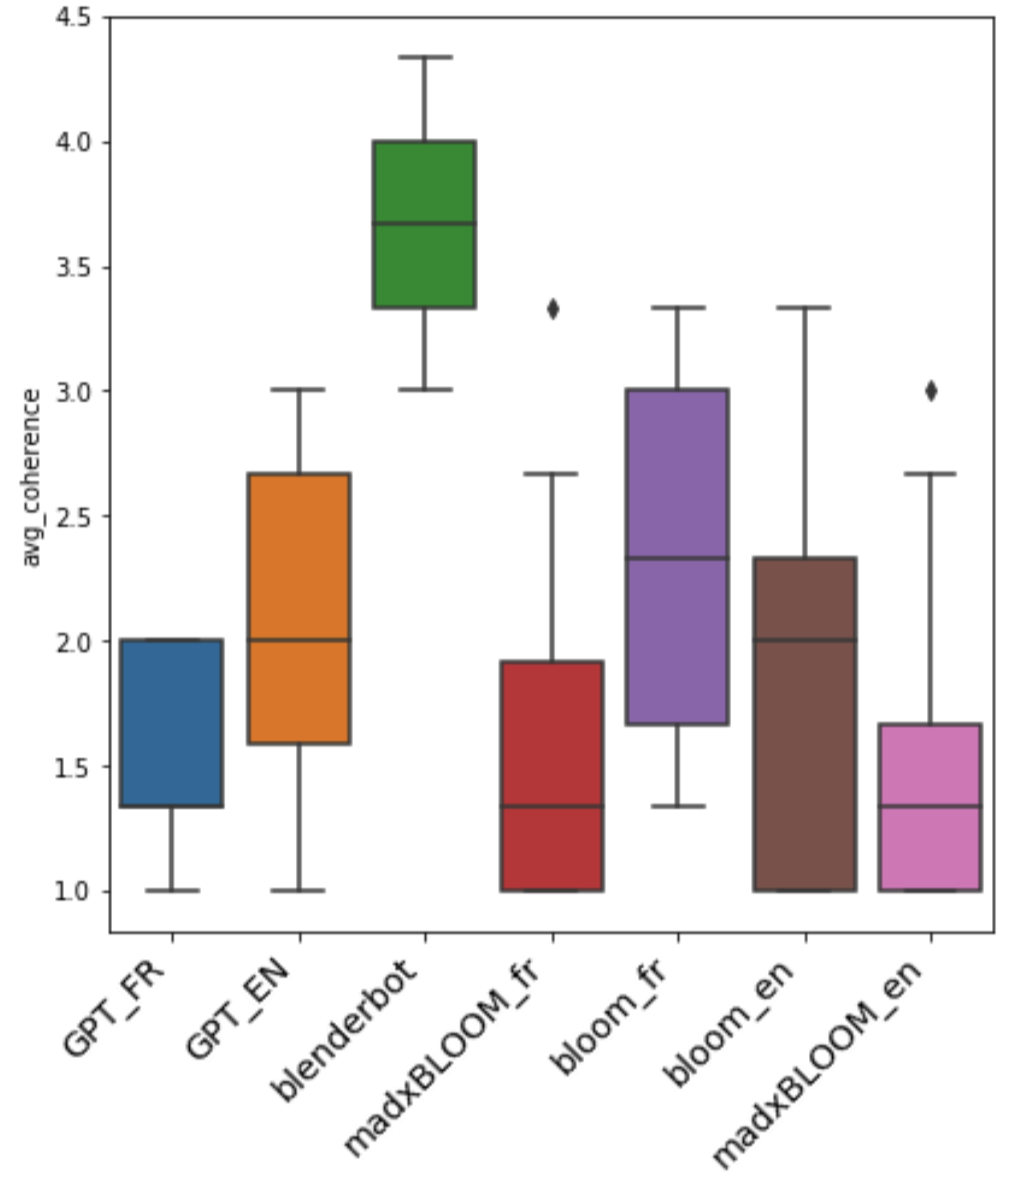 4.5
4.0
3.5
3.0
2.5
2.0
1.5
1.0
avg_coherence
GPT_FR
GPT_EN
blenderbot
madxBLOOM_fr
bloom_fr
bloom_en
madxBLOOM_en